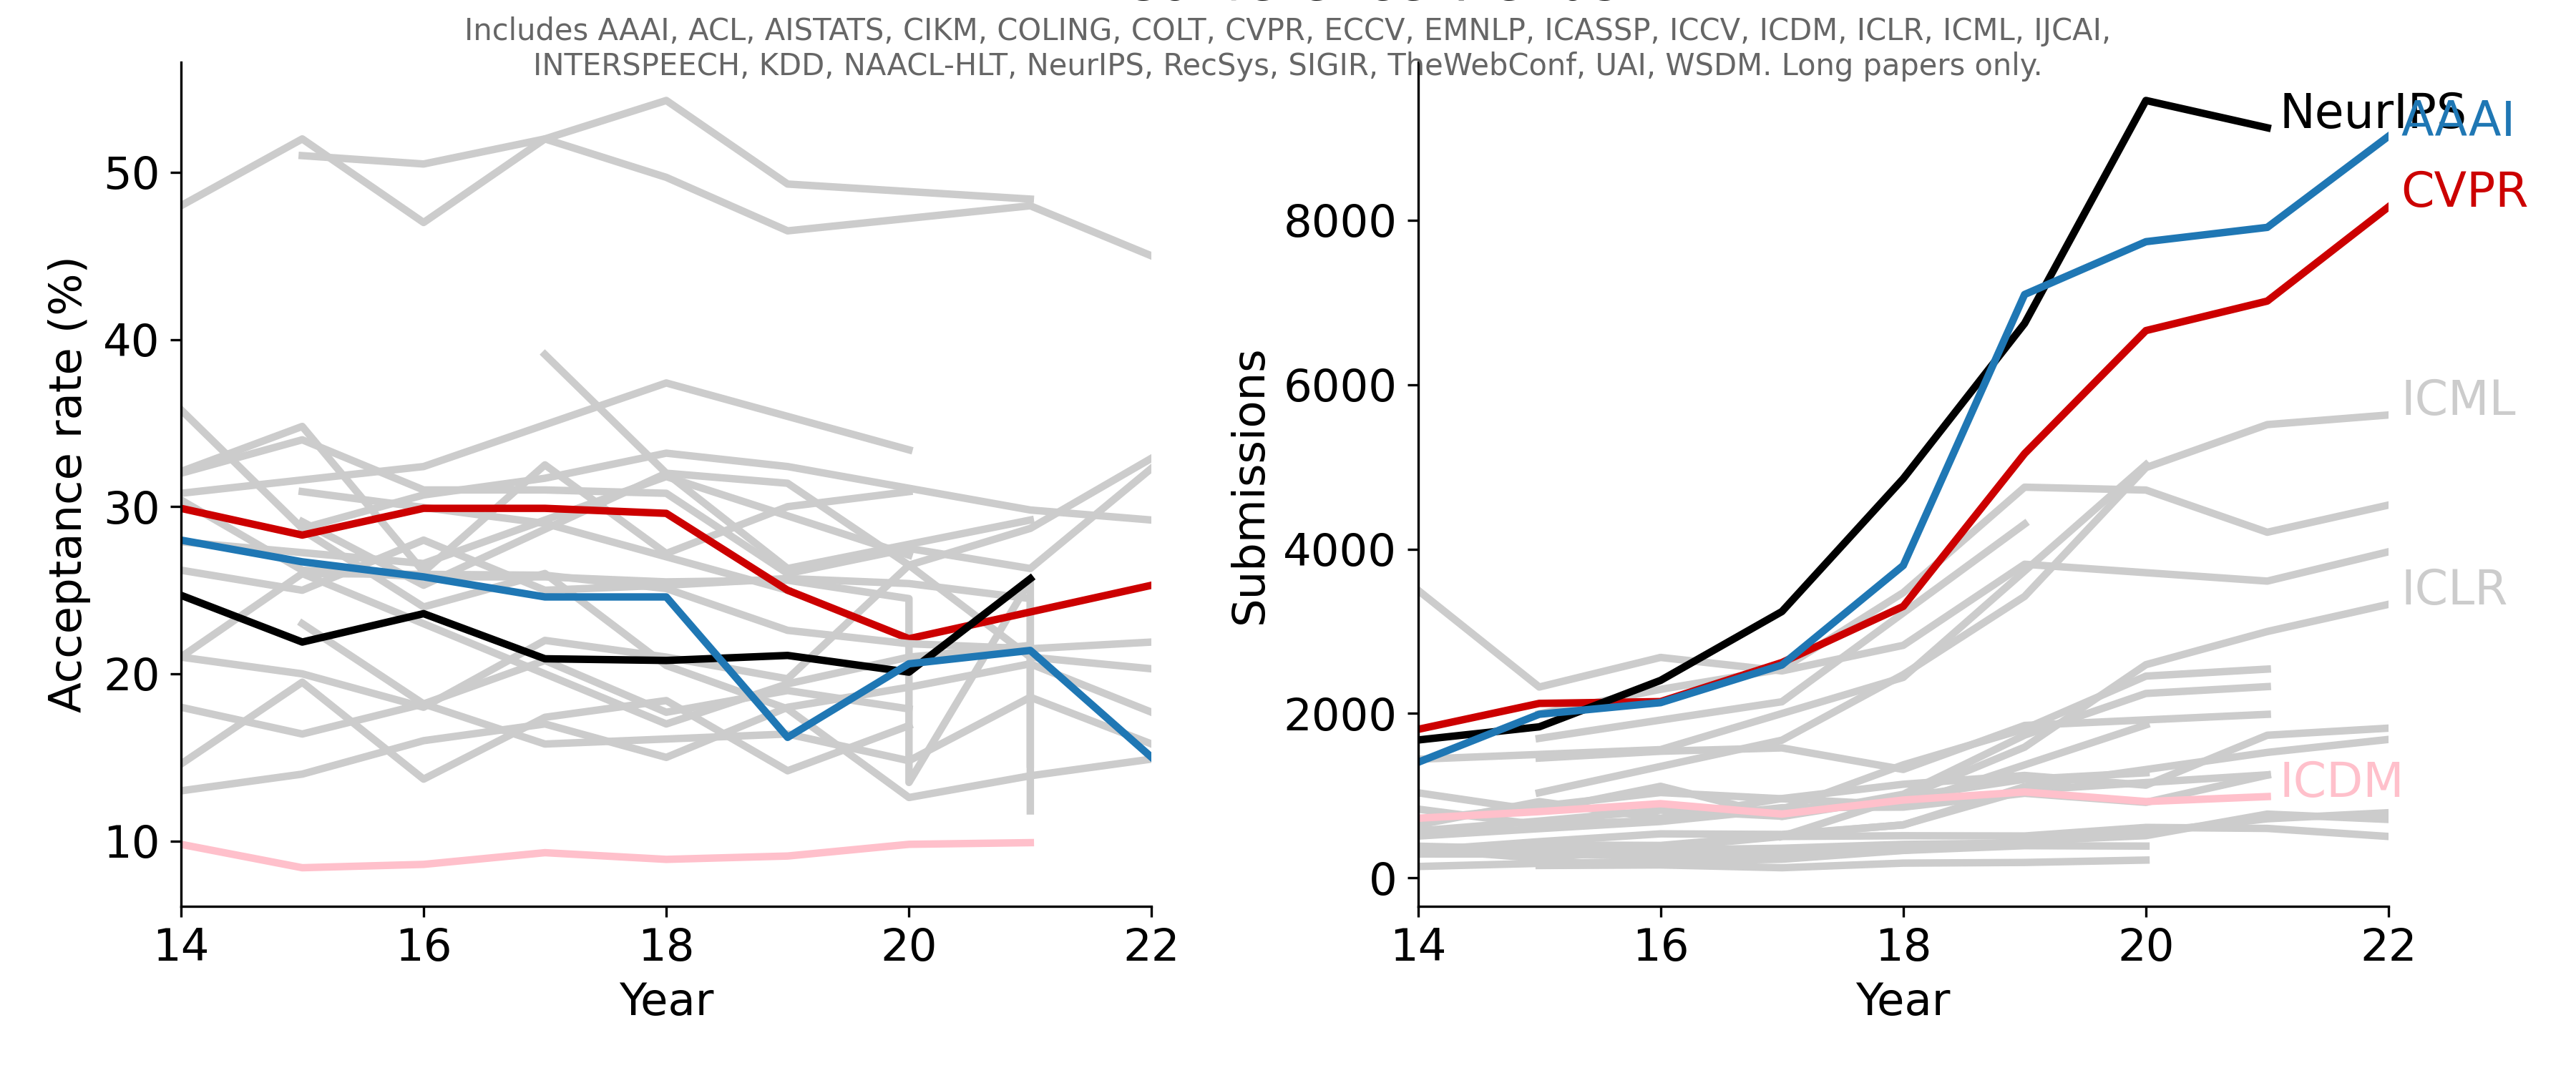 Includes AAAI, ACL, AISTATS, CIKM, COLING, COLT, CVPR, ECCV, EMNLP, ICASSP, ICCV, ICDM, ICLR, ICML, IJCAI,
INTERSPEECH, KDD, NAACL-HLT, NeurIPS, RecSys, SIGIR, TheWebConf, UAI, WSDM. Long papers only.
Acceptance rate (%)
50
40
30
20
10
14 16 18 20 22
Year
Submissions
8000
6000
4000
2000
0
14 16 18 20 22
Year
NeurIPS
AAAI
CVPR
ICML
ICLR
ICDM